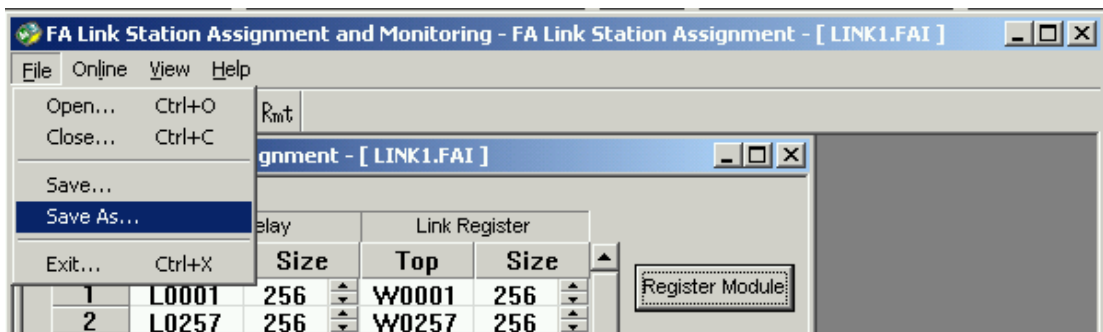 FA Link Station Assignment and Monitoring - FA Link Station Assignment - [ LINK1.FAI ]
File Online View Help
Open... Ctrl+O
Rmt
Close... Ctrl+C
gnment - [ LINK1.FAI ]
Save...
Save As...
elay Link Register
Exit... Ctrl+X
Size Top Size
Register Module
1 L0001 256 W0001 256
2 L0257 256 W0257 256